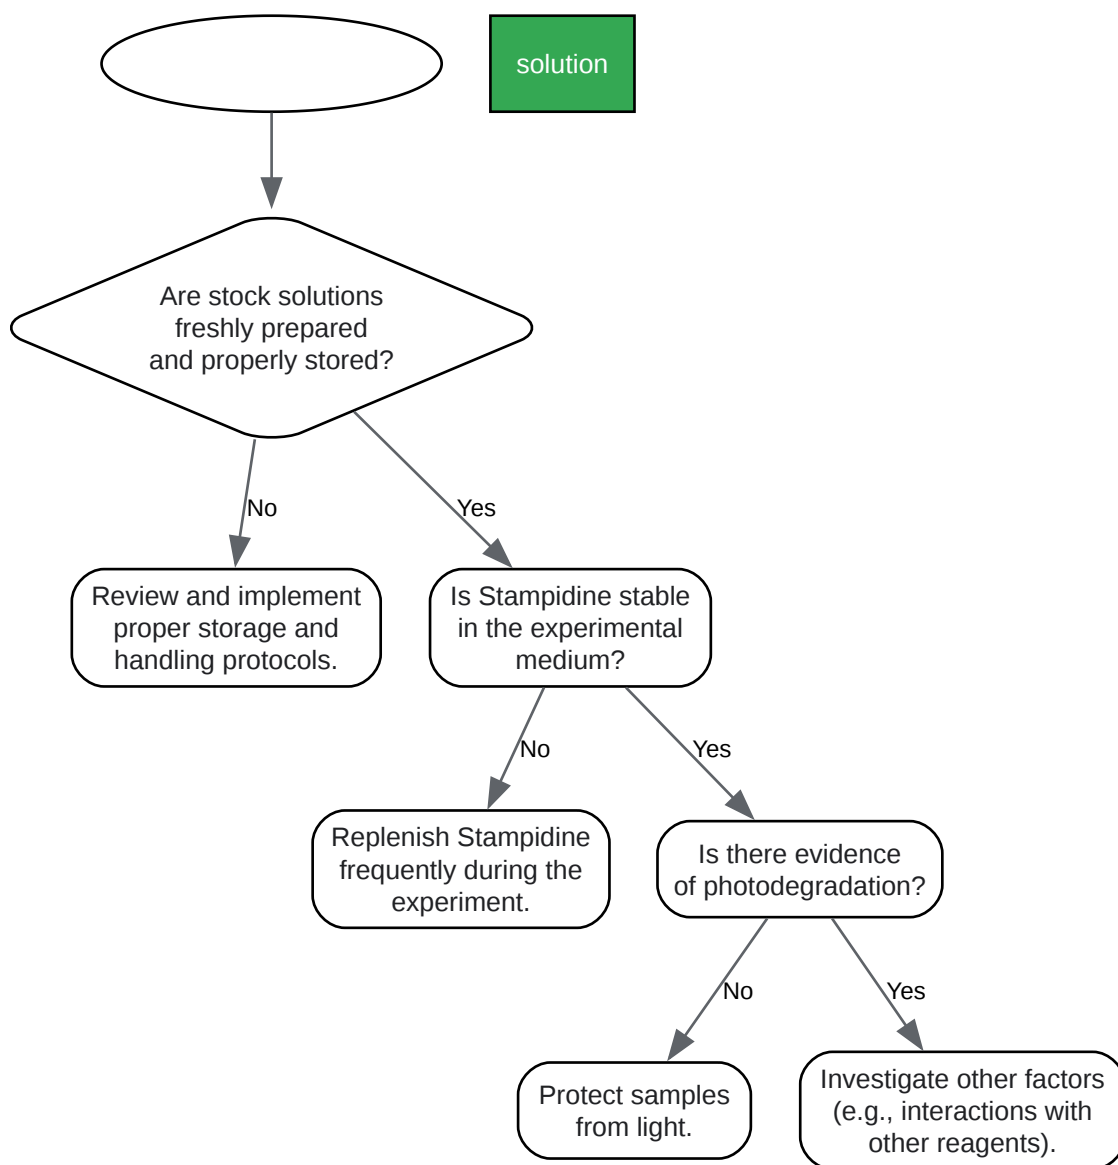 solution
Are stock solutions
freshly prepared
and properly stored?
No
Yes
Review and implement
proper storage and
handling protocols.
Is Stampidine stable
in the experimental
medium?
No
Yes
Replenish Stampidine
frequently during the
experiment.
Is there evidence
of photodegradation?
No
Yes
Protect samples
from light.
Investigate other factors
(e.g., interactions with
other reagents).